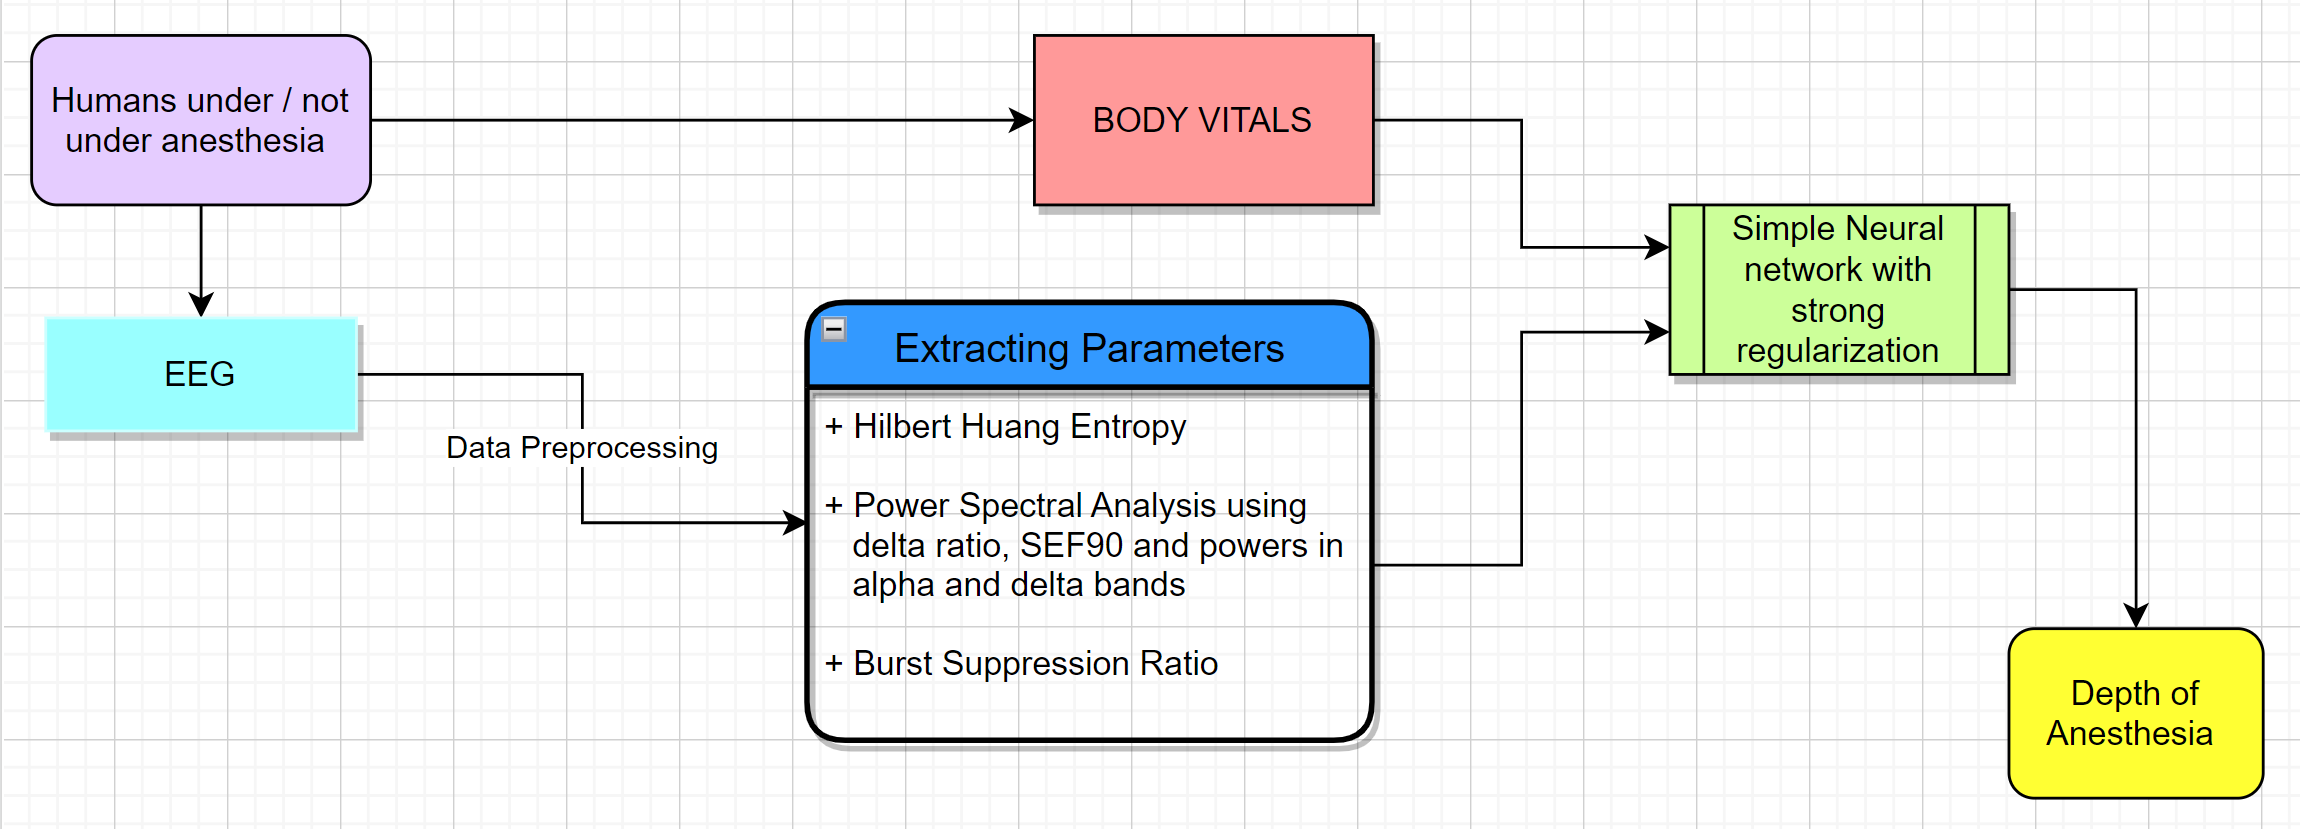 Humans under / not
under anesthesia
BODY VITALS
Simple Neural
network with
strong
regularization
EEG
Data Preprocessing
Extracting Parameters
+ Hilbert Huang Entropy
+ Power Spectral Analysis using
delta ratio, SEF90 and powers in
alpha and delta bands
+ Burst Suppression Ratio
Depth of
Anesthesia